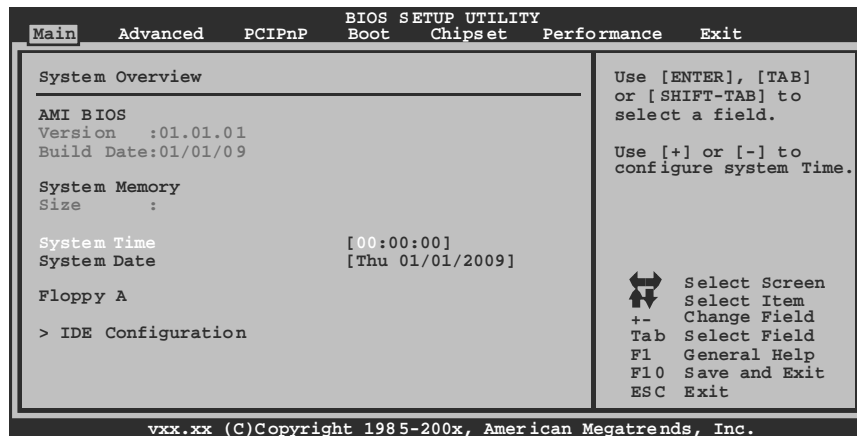 BIOS SETUP UTILITY
Main Advanced PCIPnP Boot Chipset Performance Exit
System Overview
AMI BIOS
Version :01.01.01
Build Date:01/01/09
System Memory
Size :
System Time [00:00:00]
System Date [Thu 01/01/2009]
Floppy A
> IDE Configuration
Use [ENTER], [TAB]
or [SHIFT-TAB] to
select a field.
Use [+] or [-] to
configure system Time.
Select Screen
Select Item
+- Change Field
Tab Select Field
F1 General Help
F10 Save and Exit
ESC Exit
vxx.xx (C)Copyright 1985-200x, American Megatrends, Inc.